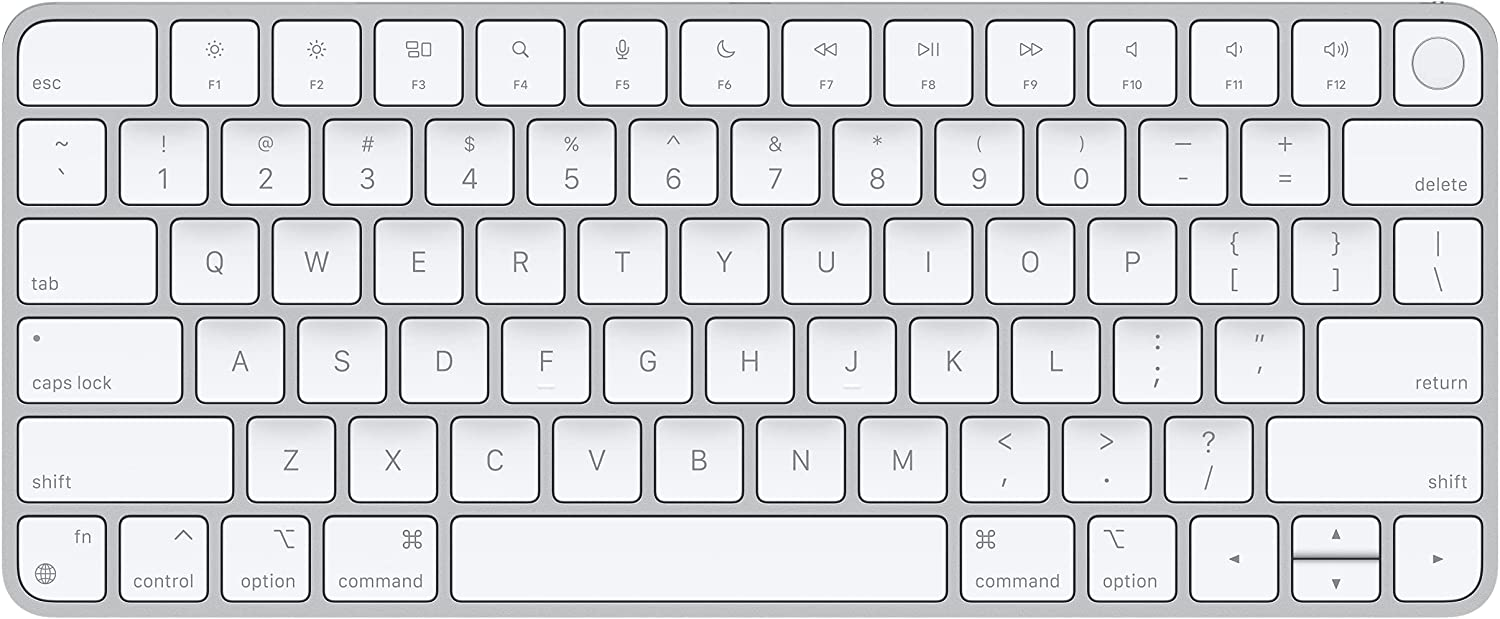 esc F1 F2 F3 F4 F5 F6 F7 F8 F9 F10 F11 F12
~ ! @ # $ % ^ & * ( ) — +
` 1 2 3 4 5 6 7 8 9 0 - = delete
tab Q W E R T Y U I O P { [ } ] | \
caps lock A S D F G H J K L : ; " ' return
shift Z X C V B N M < , > . ? / shift
fn ^ ⌥ ⌘ ⌘ ⌥ ▲
control option command command option ◀ ▼ ▶